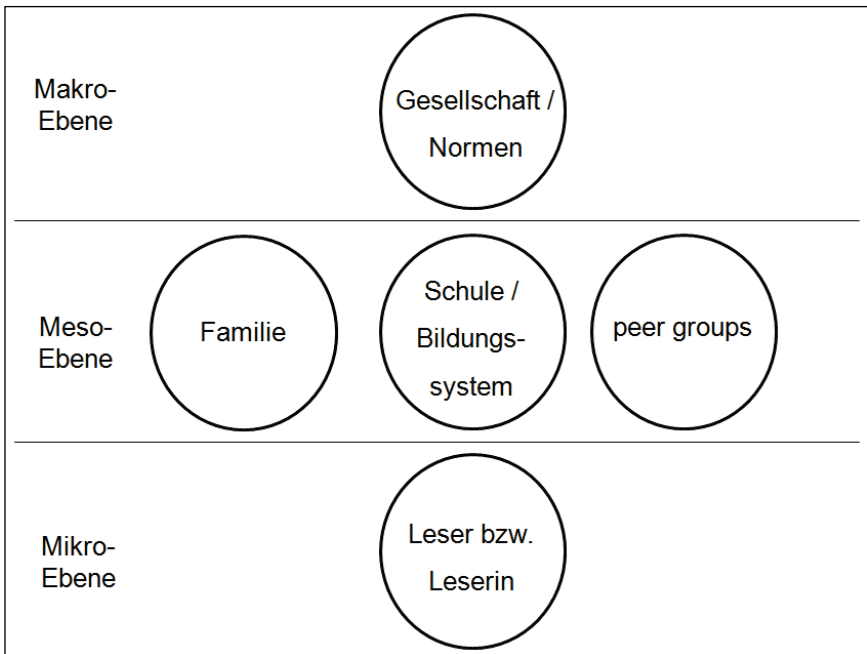 Makro-
Ebene
Gesellschaft /
Normen
Meso-
Ebene
Familie
Schule /
Bildungs-
system
peer groups
Mikro-
Ebene
Leser bzw.
Leserin